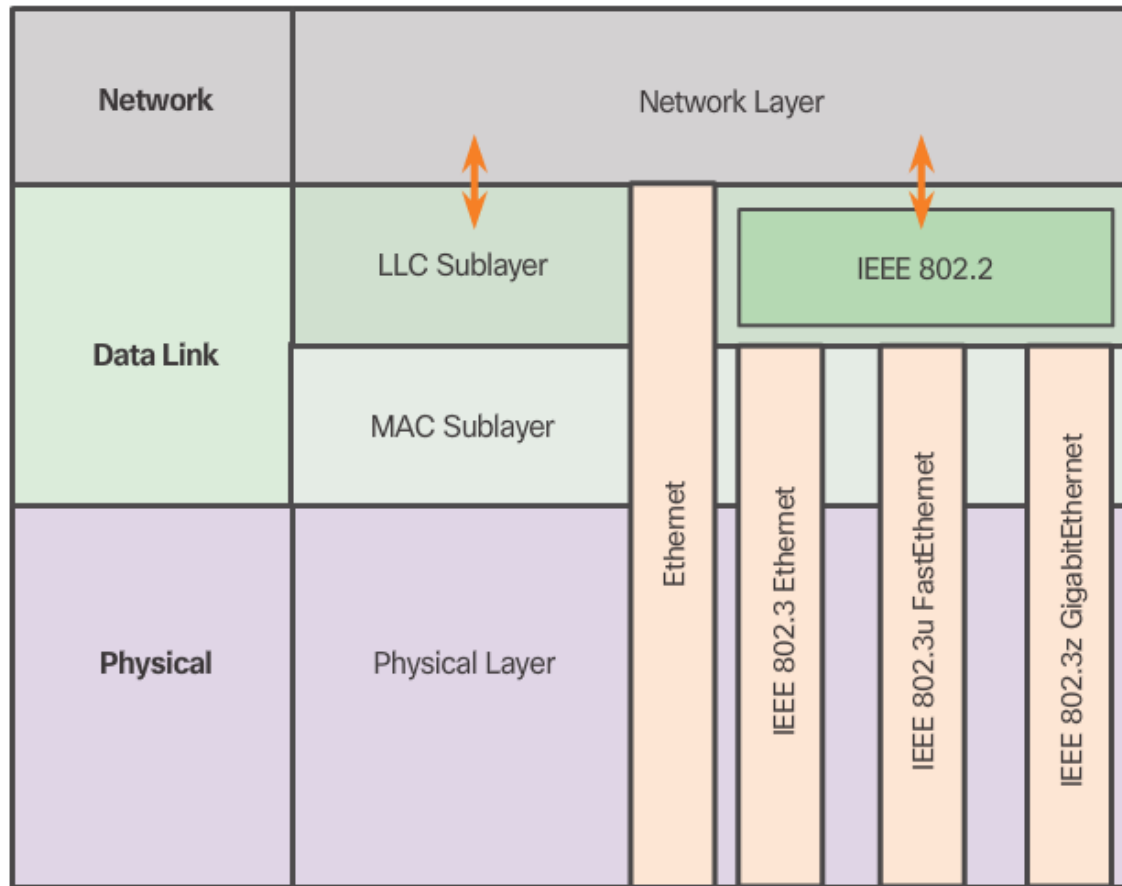 Network
Network Layer
Data Link
LLC Sublayer
IEEE 802.2
MAC Sublayer
Physical
Physical Layer
Ethernet
IEEE 802.3 Ethernet
IEEE 802.3u FastEthernet
IEEE 802.3z GigabitEthernet